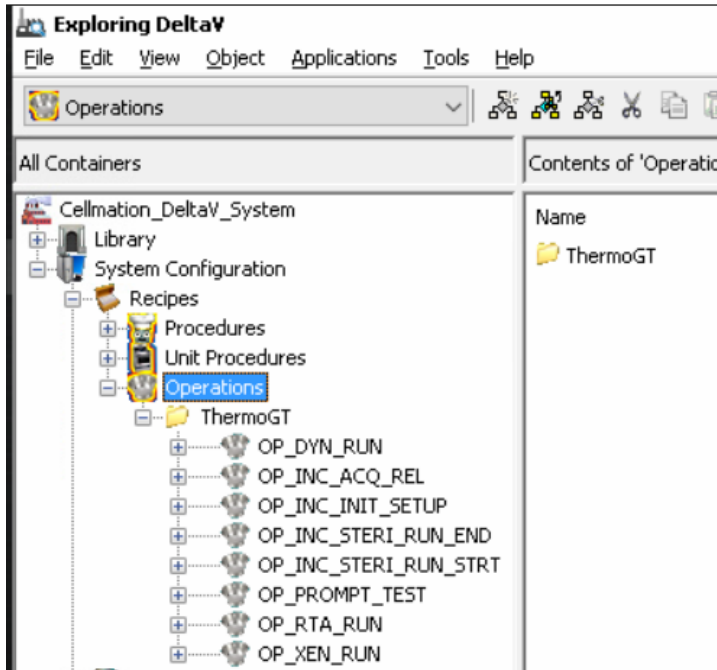 Exploring DeltaV
File Edit View Object Applications Tools Help
Operations
All Containers
Contents of 'Operatio
Cellmation_DeltaV_System
Library
System Configuration
Recipes
Procedures
Unit Procedures
Operations
ThermoGT
OP_DYN_RUN
OP_INC_ACQ_REL
OP_INC_INIT_SETUP
OP_INC_STERI_RUN_END
OP_INC_STERI_RUN_STRT
OP_PROMPT_TEST
OP_RTA_RUN
OP_XEN_RUN
Name
ThermoGT